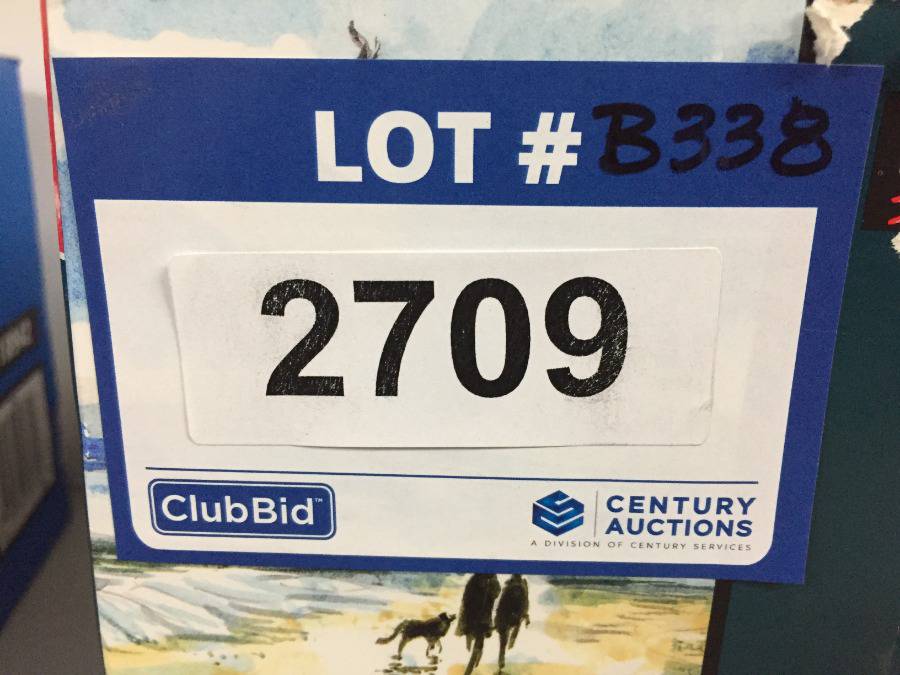 LOT #B338
2709
ClubBid™
CENTURY
AUCTIONS
A DIVISION OF CENTURY SERVICES